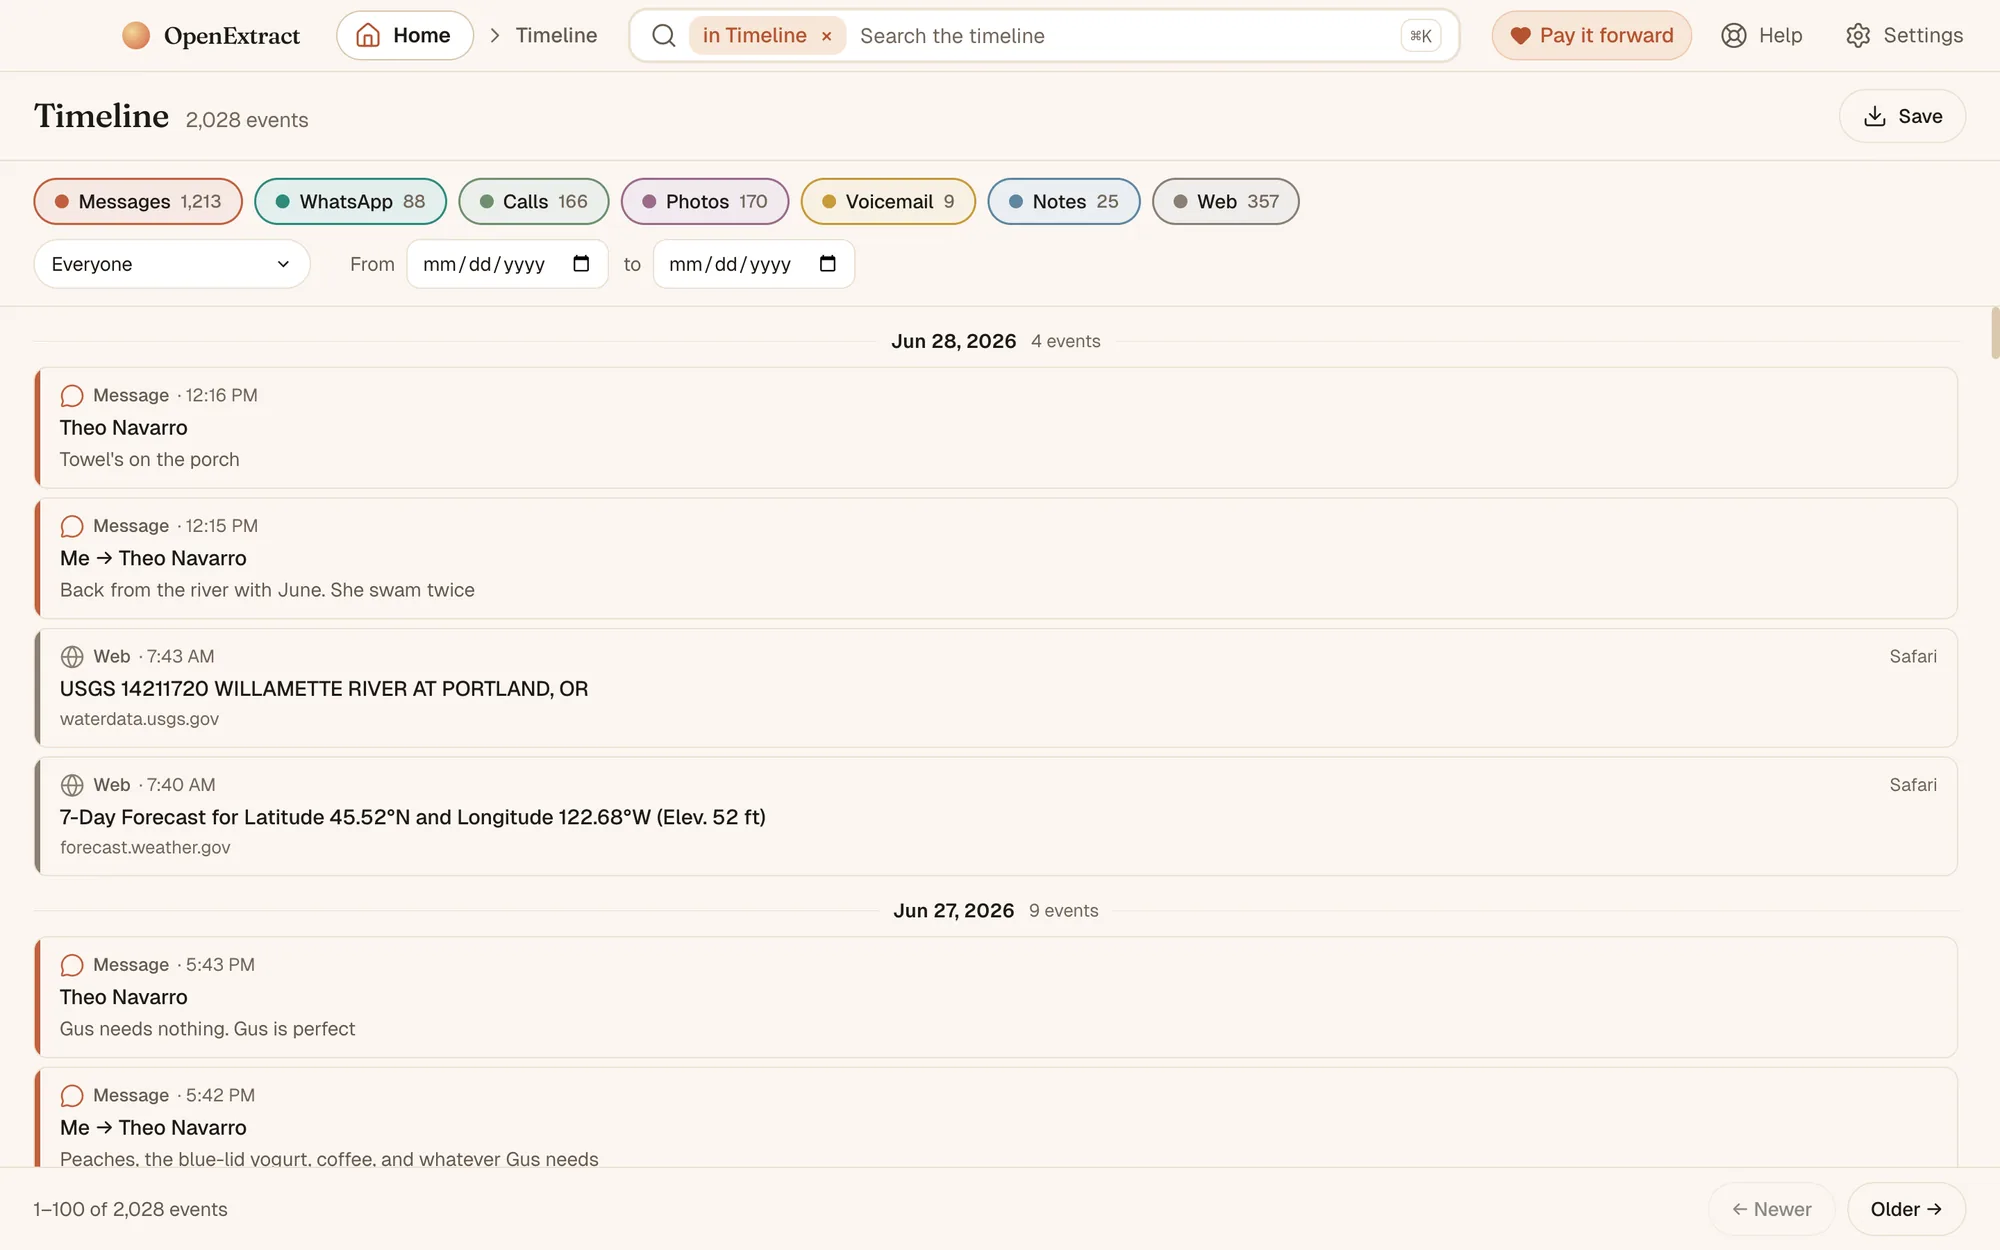 OpenExtract Home > Timeline in Timeline × Search the timeline ⌘K Pay it forward Help Settings
Timeline 2,028 events Save
Messages 1,213 WhatsApp 88 Calls 166 Photos 170 Voicemail 9 Notes 25 Web 357
Everyone From mm/dd/yyyy to mm/dd/yyyy
Jun 28, 2026 4 events
Message · 12:16 PM
Theo Navarro
Towel's on the porch
Message · 12:15 PM
Me → Theo Navarro
Back from the river with June. She swam twice
Web · 7:43 AM Safari
USGS 14211720 WILLAMETTE RIVER AT PORTLAND, OR
waterdata.usgs.gov
Web · 7:40 AM Safari
7-Day Forecast for Latitude 45.52°N and Longitude 122.68°W (Elev. 52 ft)
forecast.weather.gov
Jun 27, 2026 9 events
Message · 5:43 PM
Theo Navarro
Gus needs nothing. Gus is perfect
Message · 5:42 PM
Me → Theo Navarro
Peaches, the blue-lid yogurt, coffee, and whatever Gus needs
1–100 of 2,028 events ← Newer Older →